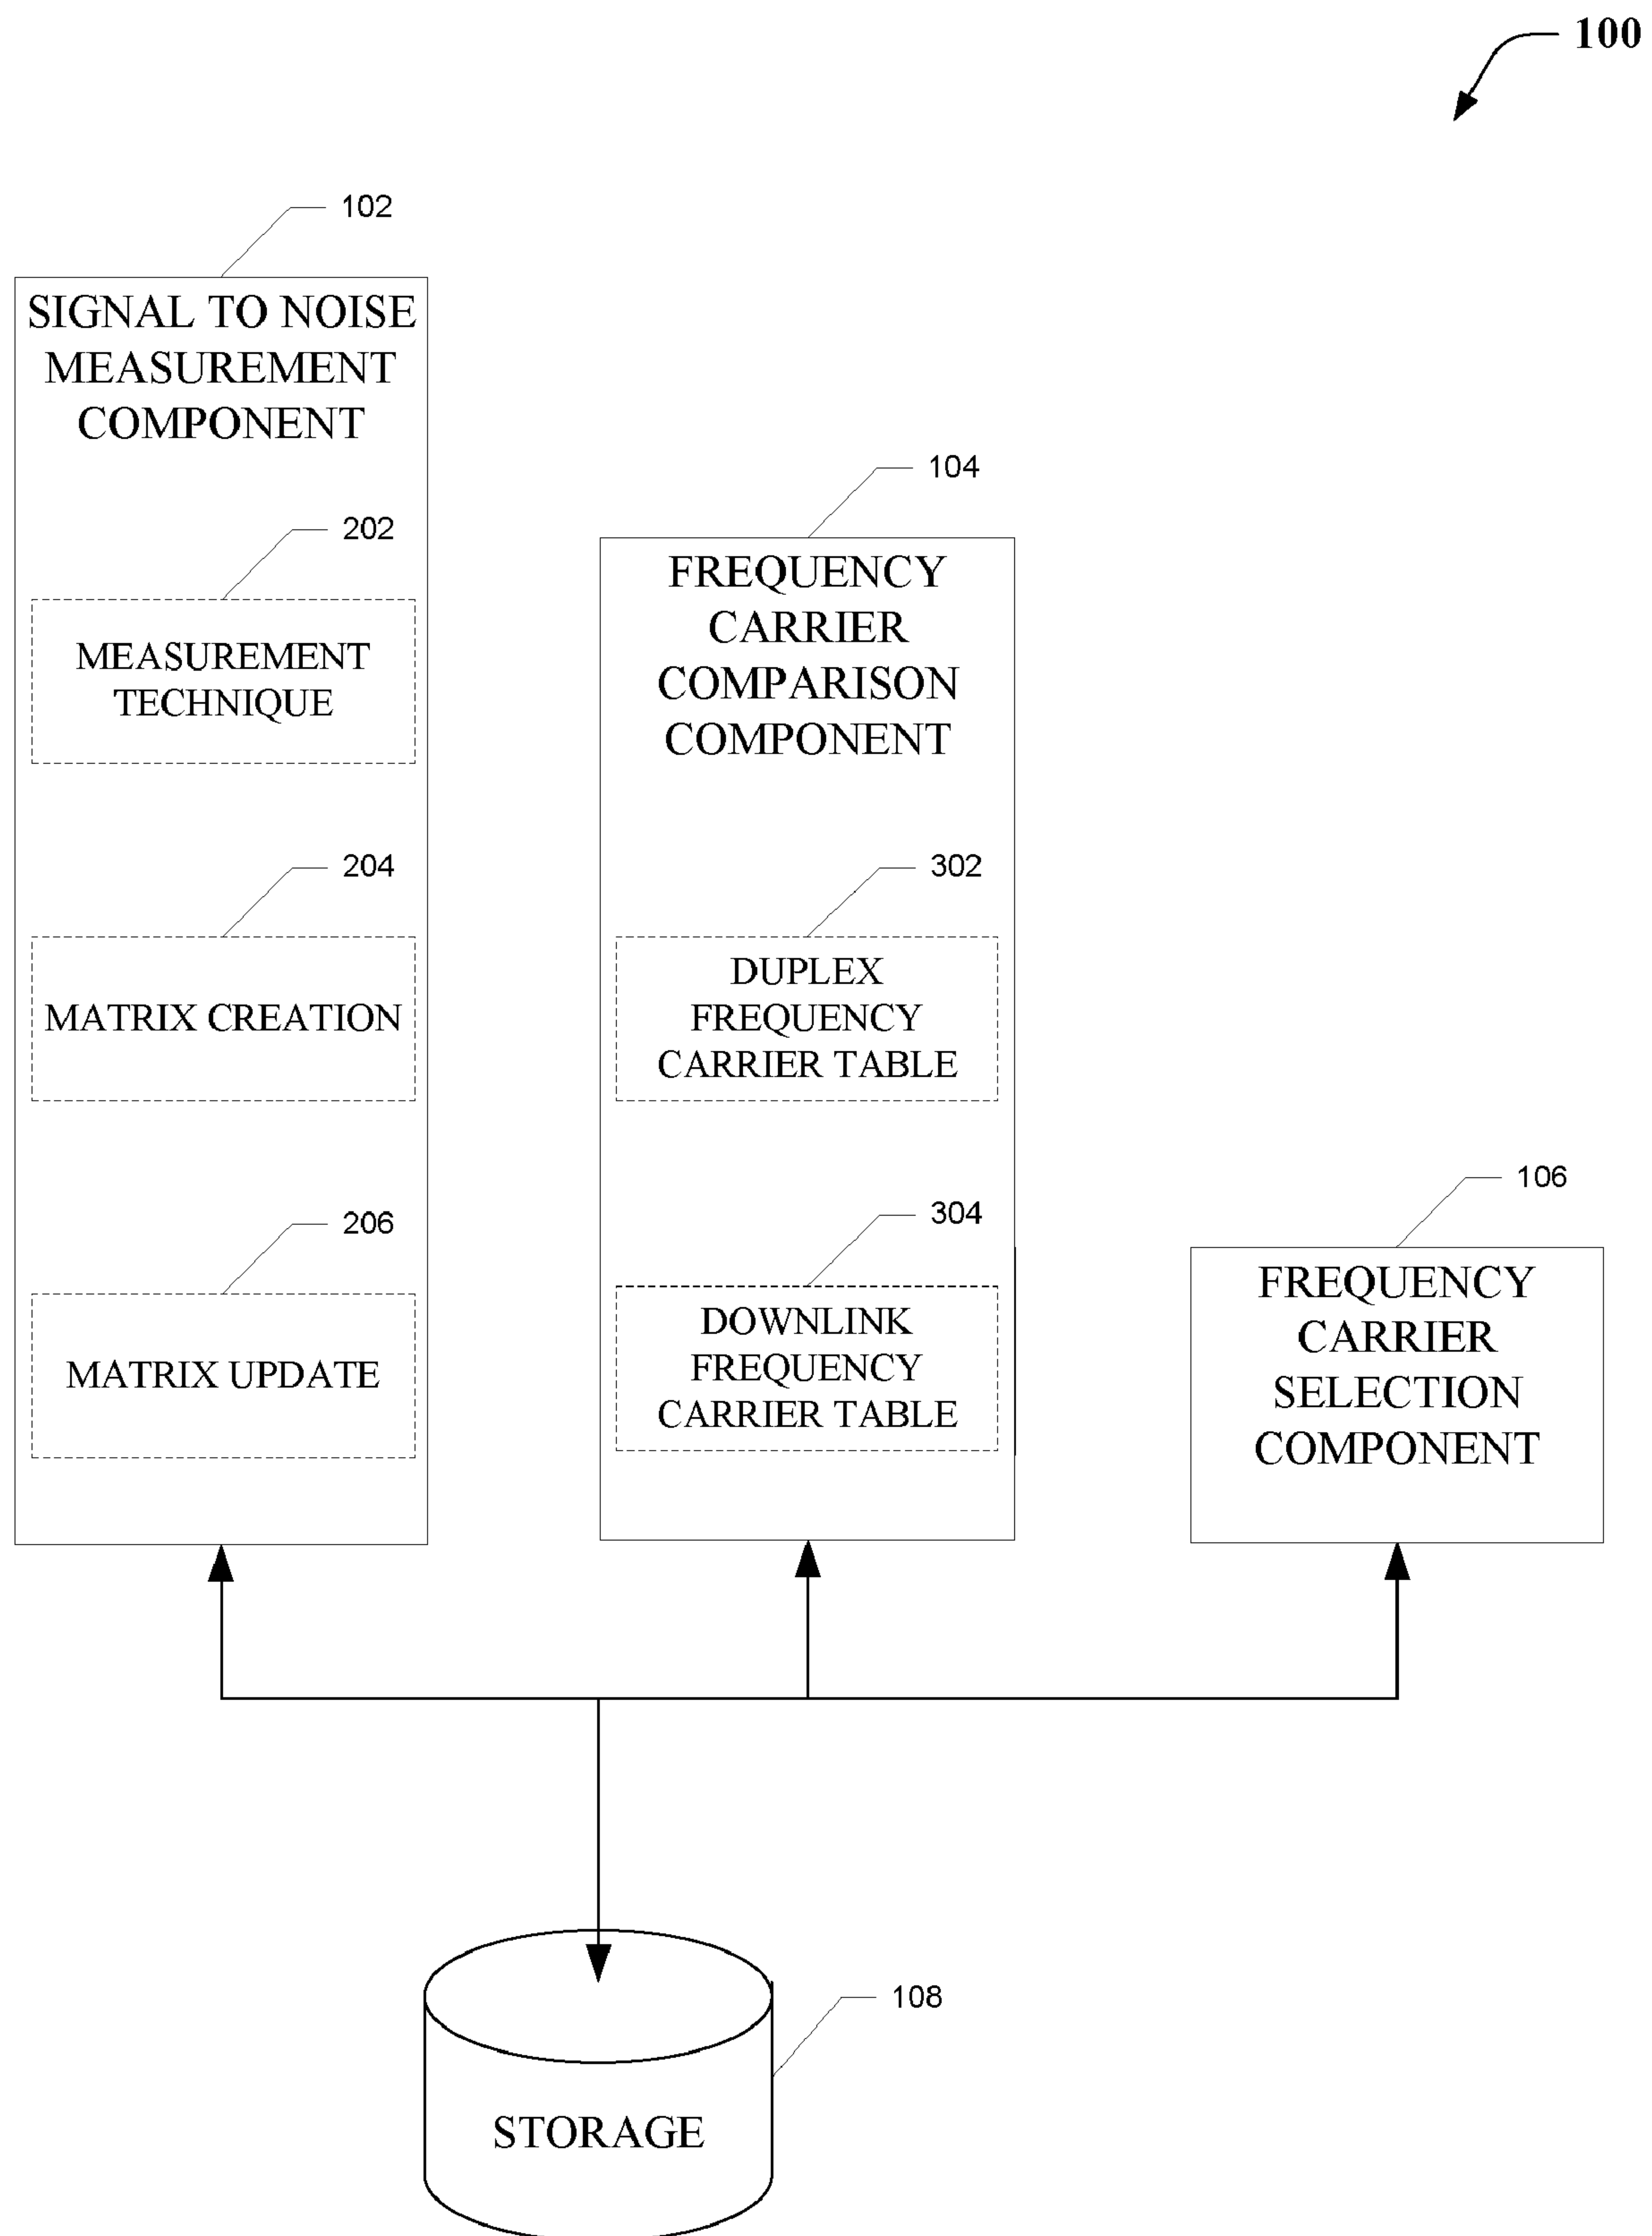 100
102
SIGNAL TO NOISE
MEASUREMENT
COMPONENT
202
MEASUREMENT
TECHNIQUE
204
MATRIX CREATION
206
MATRIX UPDATE
104
FREQUENCY
CARRIER
COMPARISON
COMPONENT
302
DUPLEX
FREQUENCY
CARRIER TABLE
304
DOWNLINK
FREQUENCY
CARRIER TABLE
106
FREQUENCY
CARRIER
SELECTION
COMPONENT
108
STORAGE